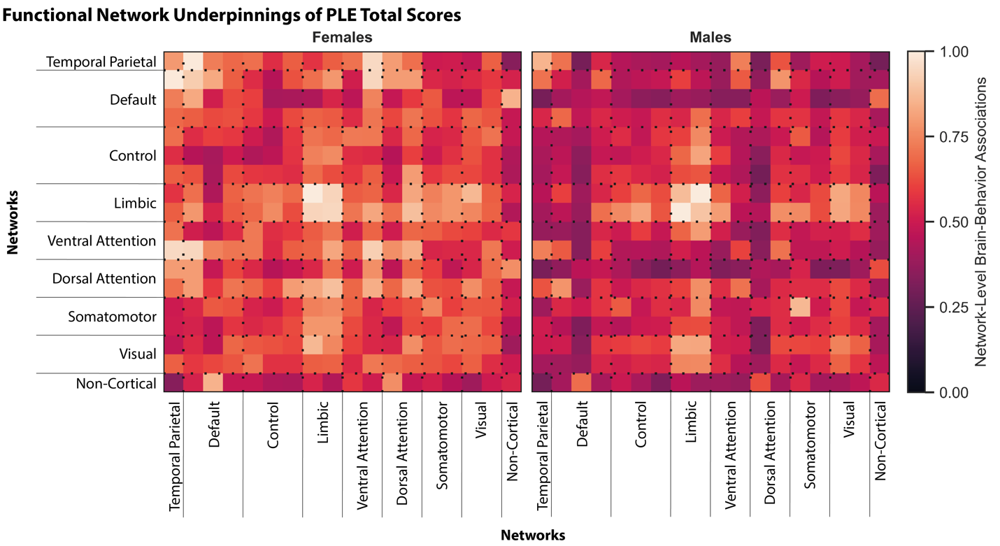 Functional Network Underpinnings of PLE Total Scores
Females
Males
Networks
Temporal Parietal
Default
Control
Limbic
Ventral Attention
Dorsal Attention
Somatomotor
Visual
Non-Cortical
Temporal Parietal
Default
Control
Limbic
Ventral Attention
Dorsal Attention
Somatomotor
Visual
Non-Cortical
Temporal Parietal
Default
Control
Limbic
Ventral Attention
Dorsal Attention
Somatomotor
Visual
Non-Cortical
Networks
1.00
0.75
0.50
0.25
0.00
Network-Level Brain-Behavior Associations